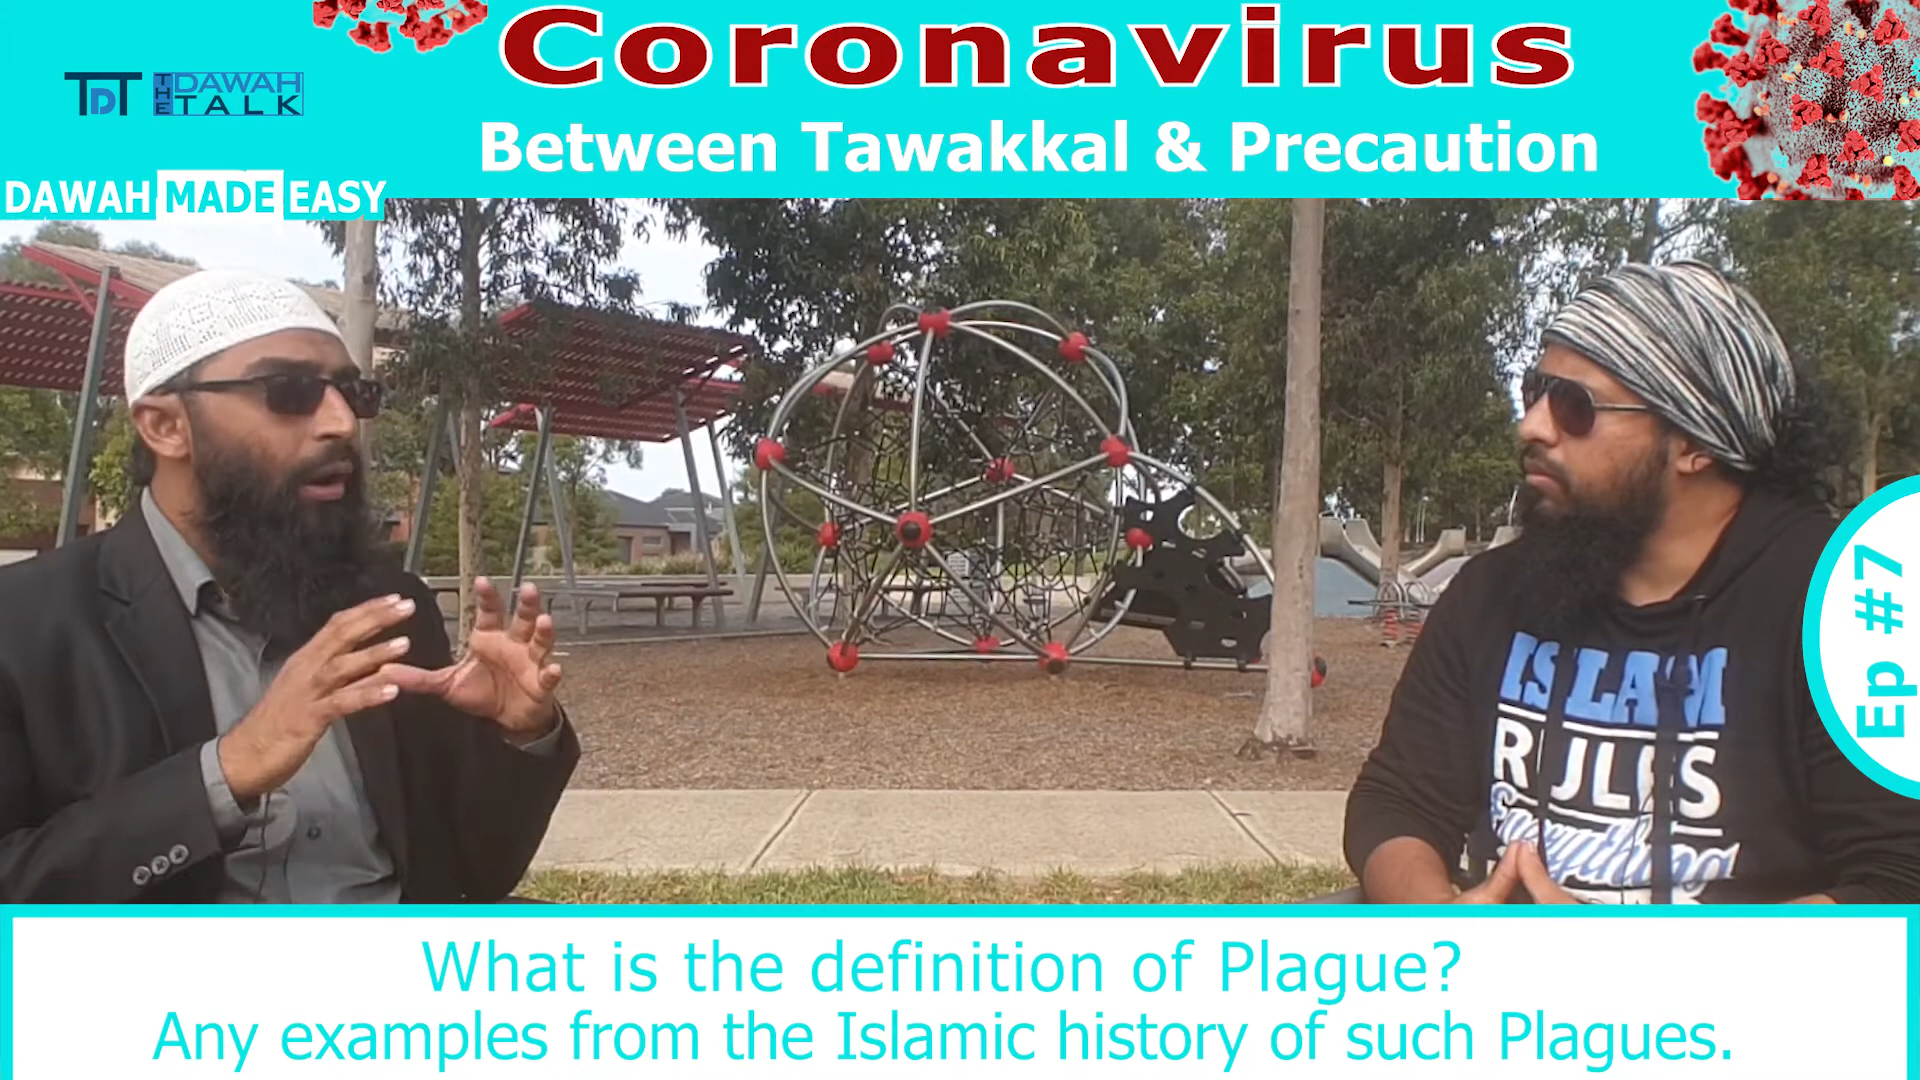 Coronavirus
TDT THE DAWAH TALK
Between Tawakkal & Precaution
DAWAH MADE EASY
Ep #7
ISLAM
RULES
Everything
What is the definition of Plague?
Any examples from the Islamic history of such Plagues.